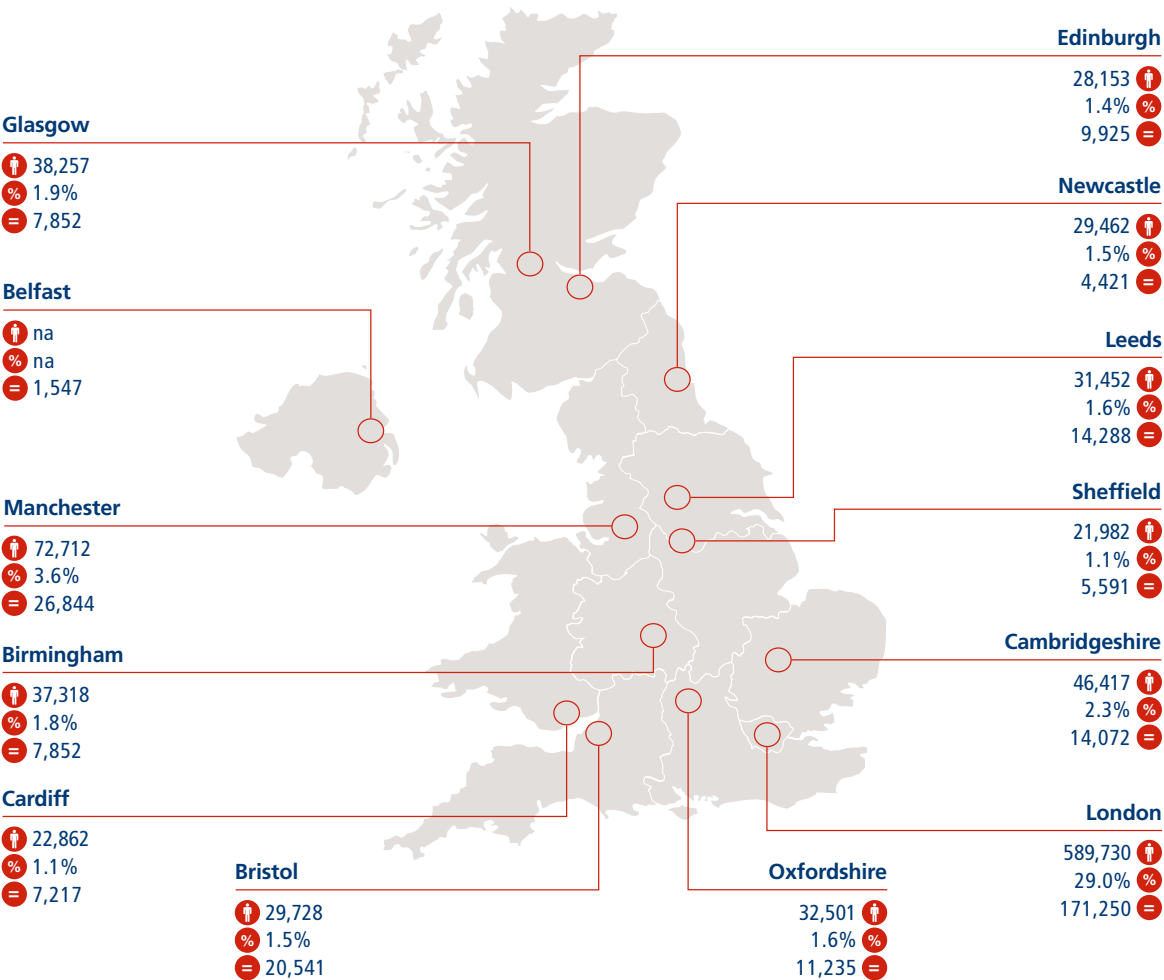 Edinburgh
28,153
1.4% %
9,925 =
Glasgow
38,257
% 1.9%
= 7,852
Newcastle
29,462
1.5% %
4,421 =
Belfast
na
% na
= 1,547
Leeds
31,452
1.6% %
14,288 =
Manchester
72,712
% 3.6%
= 26,844
Sheffield
21,982
1.1% %
5,591 =
Birmingham
37,318
% 1.8%
= 7,852
Cambridgeshire
46,417
2.3% %
14,072 =
Cardiff
22,862
% 1.1%
= 7,217
London
589,730
29.0% %
171,250 =
Bristol
29,728
% 1.5%
= 20,541
Oxfordshire
32,501
1.6% %
11,235 =